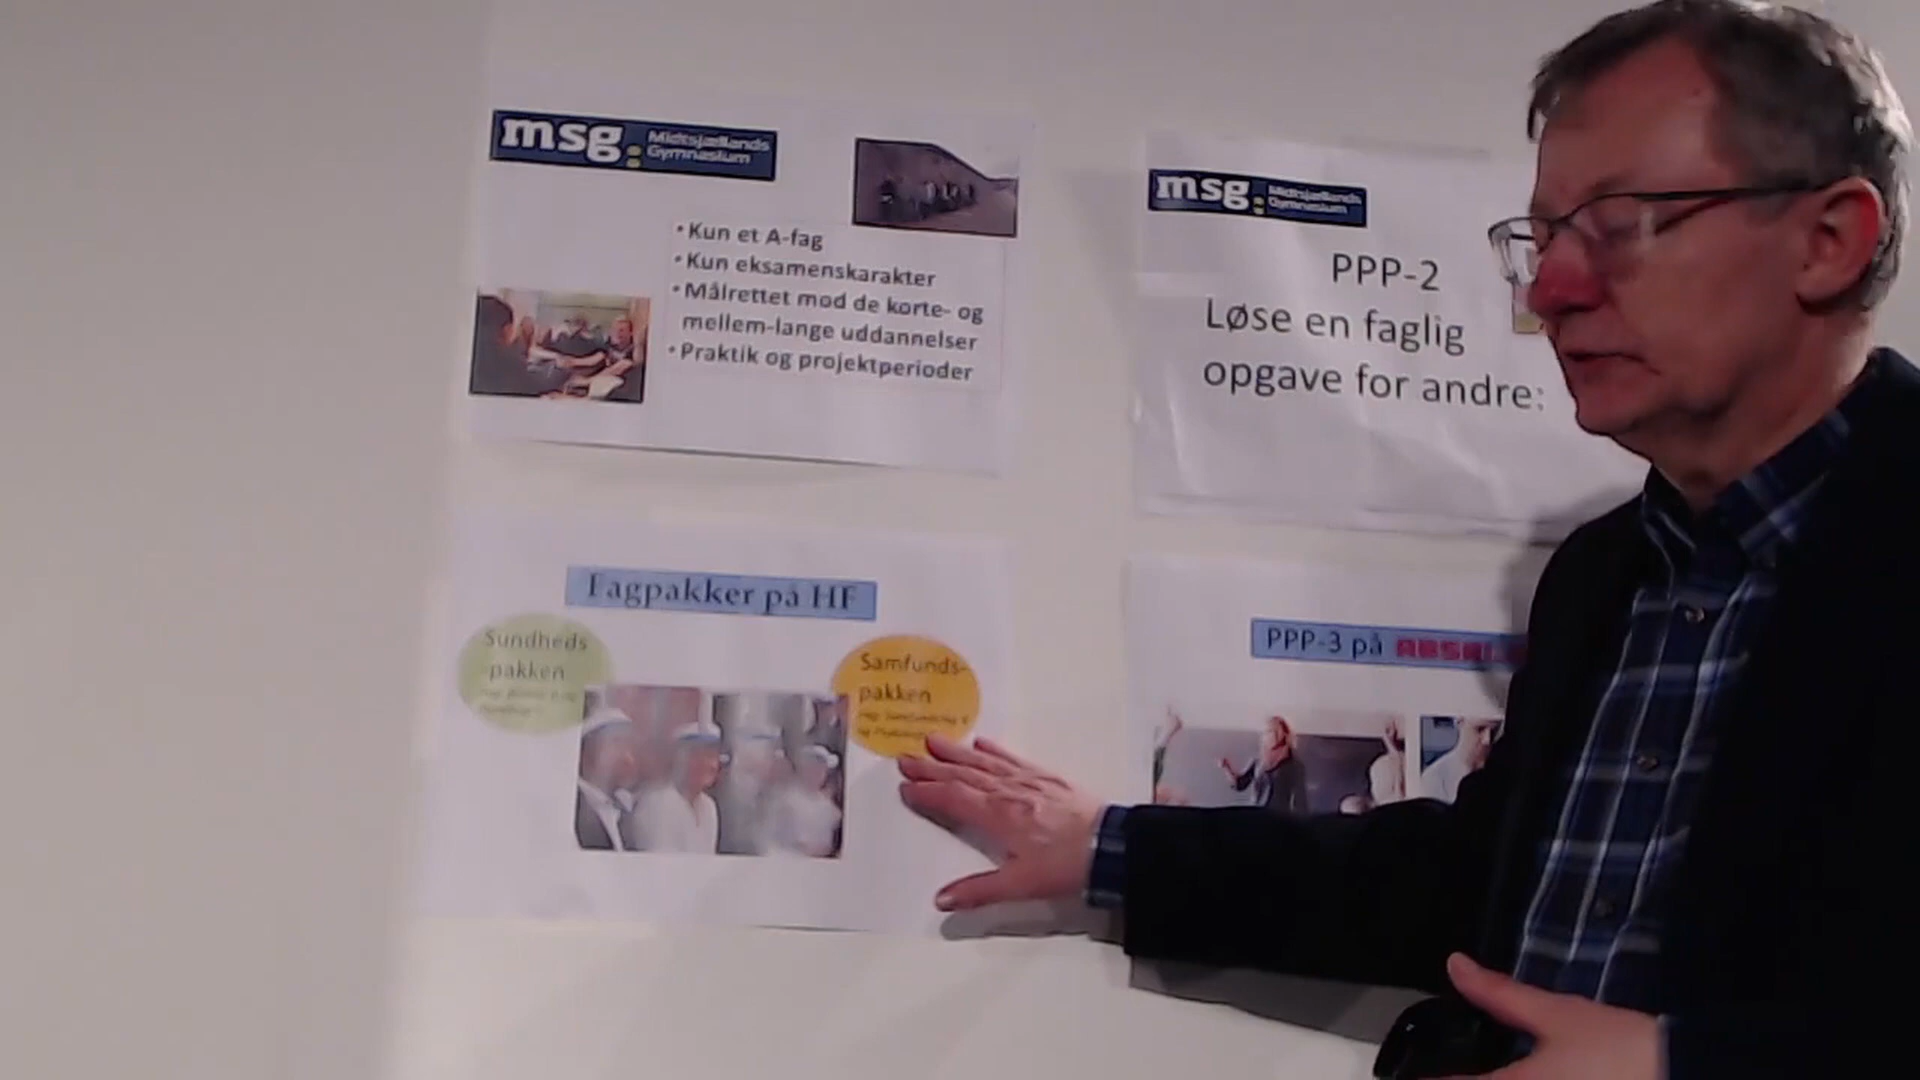 msg:
Midtsjællands
Gymnasium
• Kun et A-fag
• Kun eksamenskarakter
• Målrettet mod de korte- og
mellem-lange uddannelser
• Praktik og projektperioder
msg:
Midtsjællands
Gymnasium
PPP-2
Løse en faglig
opgave for andre:
Fagpakker på HF
Sundheds
-pakken
Samfunds-
pakken
PPP-3 på